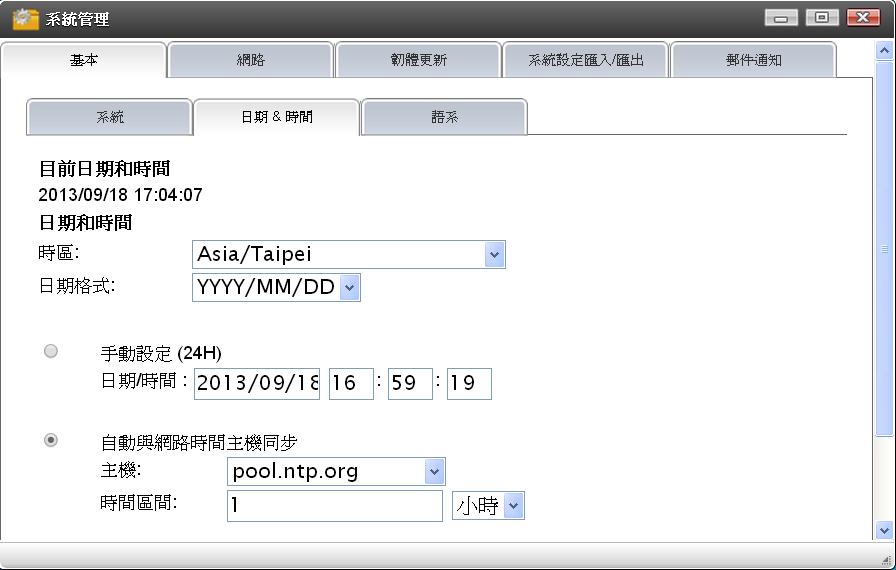 系統管理
基本 網路 韌體更新 系統設定匯入/匯出 郵件通知
系統 日期 & 時間 語系
目前日期和時間
2013/09/18 17:04:07
日期和時間
時區: Asia/Taipei
日期格式: YYYY/MM/DD
手動設定 (24H)
日期/時間 : 2013/09/18 16 : 59 : 19
自動與網路時間主機同步
主機: pool.ntp.org
時間區間: 1 小時